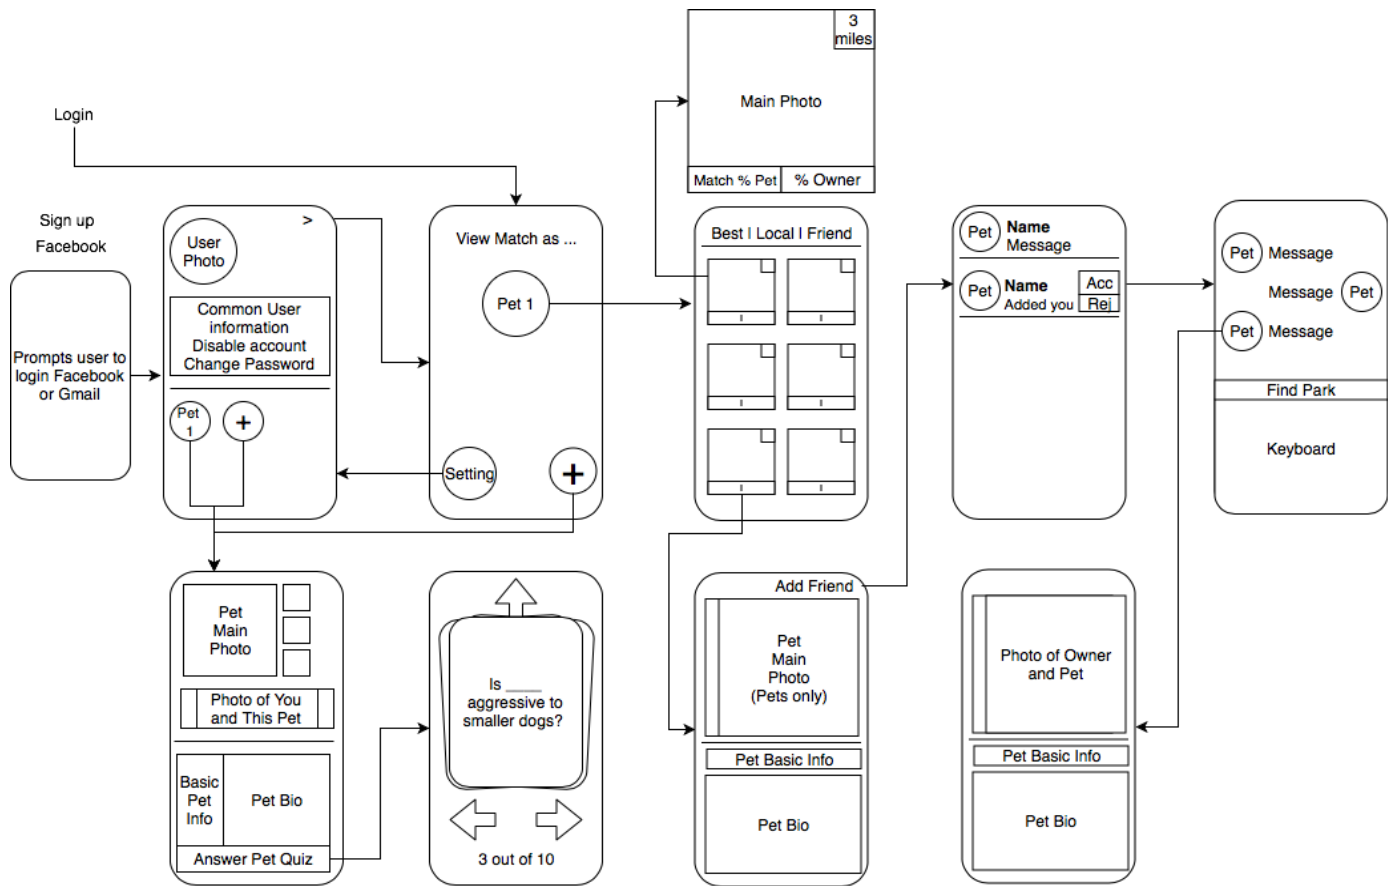 3
miles
Main Photo
Match % Pet
% Owner
Login
Sign up
Facebook
Prompts user to
login Facebook
or Gmail
>
User
Photo
Common User
information
Disable account
Change Password
Pet
1
+
View Match as ...
Pet 1
Setting
+
Best I Local I Friend
Pet
Name
Message
Pet
Name
Added you
Acc
Rej
Pet
Message
Message
Pet
Pet
Message
Find Park
Keyboard
Pet
Main
Photo
Photo of You
and This Pet
Basic
Pet
Info
Pet Bio
Answer Pet Quiz
Is ____
aggressive to
smaller dogs?
3 out of 10
Add Friend
Pet
Main
Photo
(Pets only)
Pet Basic Info
Pet Bio
Photo of Owner
and Pet
Pet Basic Info
Pet Bio